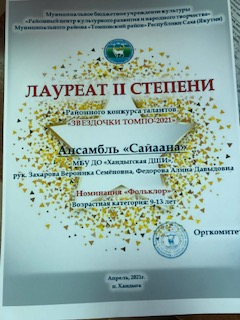 Муниципальное бюджетное учреждение культуры
«Районный центр культурного развития и народного творчества»
Муниципального района «Томпонский район» Республики Саха (Якутия)
ЛАУРЕАТ II СТЕПЕНИ
Районного конкурса талантов
«ЗВЕЗДОЧКИ ТОМПО-2021»
Ансамбль «Сайаана»
МБУ ДО «Хандыгская ДШИ»,
рук. Захарова Вероника Семёновна, Федорова Алина Давыдовна
Номинация «Фольклор»
Возрастная категория: 9-13 лет
Оргкомитет
Апрель, 2021г.
п. Хандыга